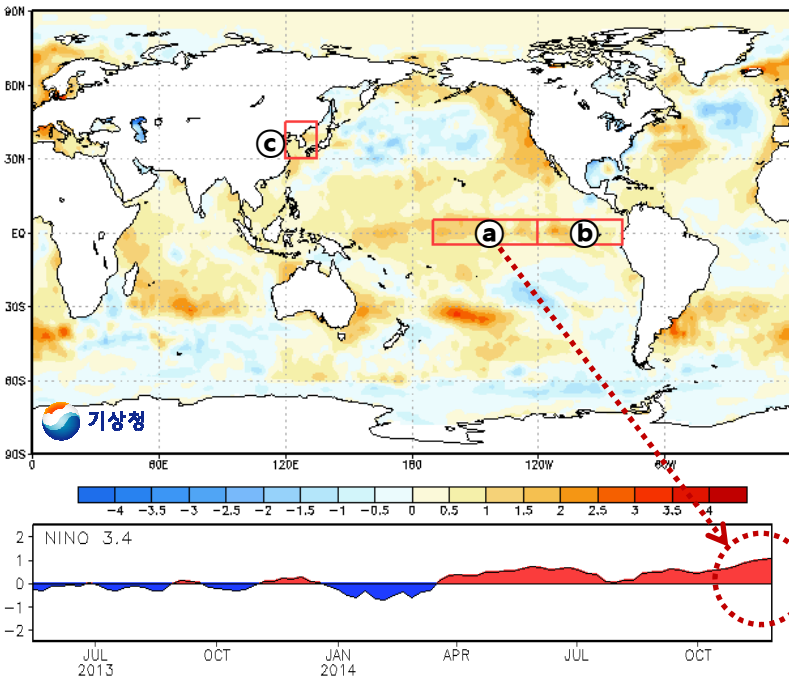 90N
60N
30N
EQ
30S
60S
90S
ⓒ
ⓐ
ⓑ
기상청
0
60E
120E
180
120W
60W
-4
-3.5
-3
-2.5
-2
-1.5
-1
-0.5
0
0.5
1
1.5
2
2.5
3
3.5
4
NINO 3.4
2
1
0
-1
-2
JUL
2013
OCT
JAN
2014
APR
JUL
OCT